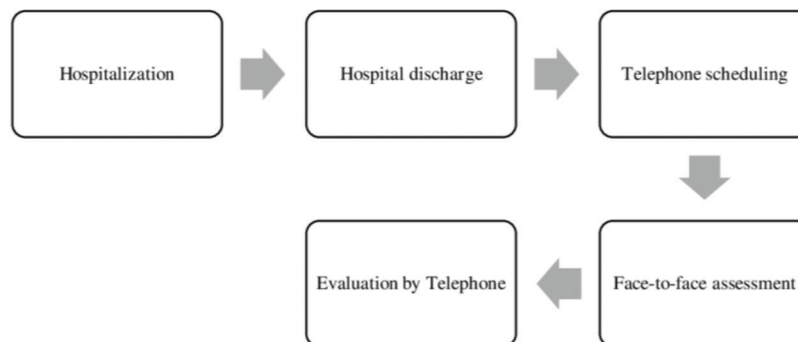 Hospitalization
Hospital discharge
Telephone scheduling
Face-to-face assessment
Evaluation by Telephone